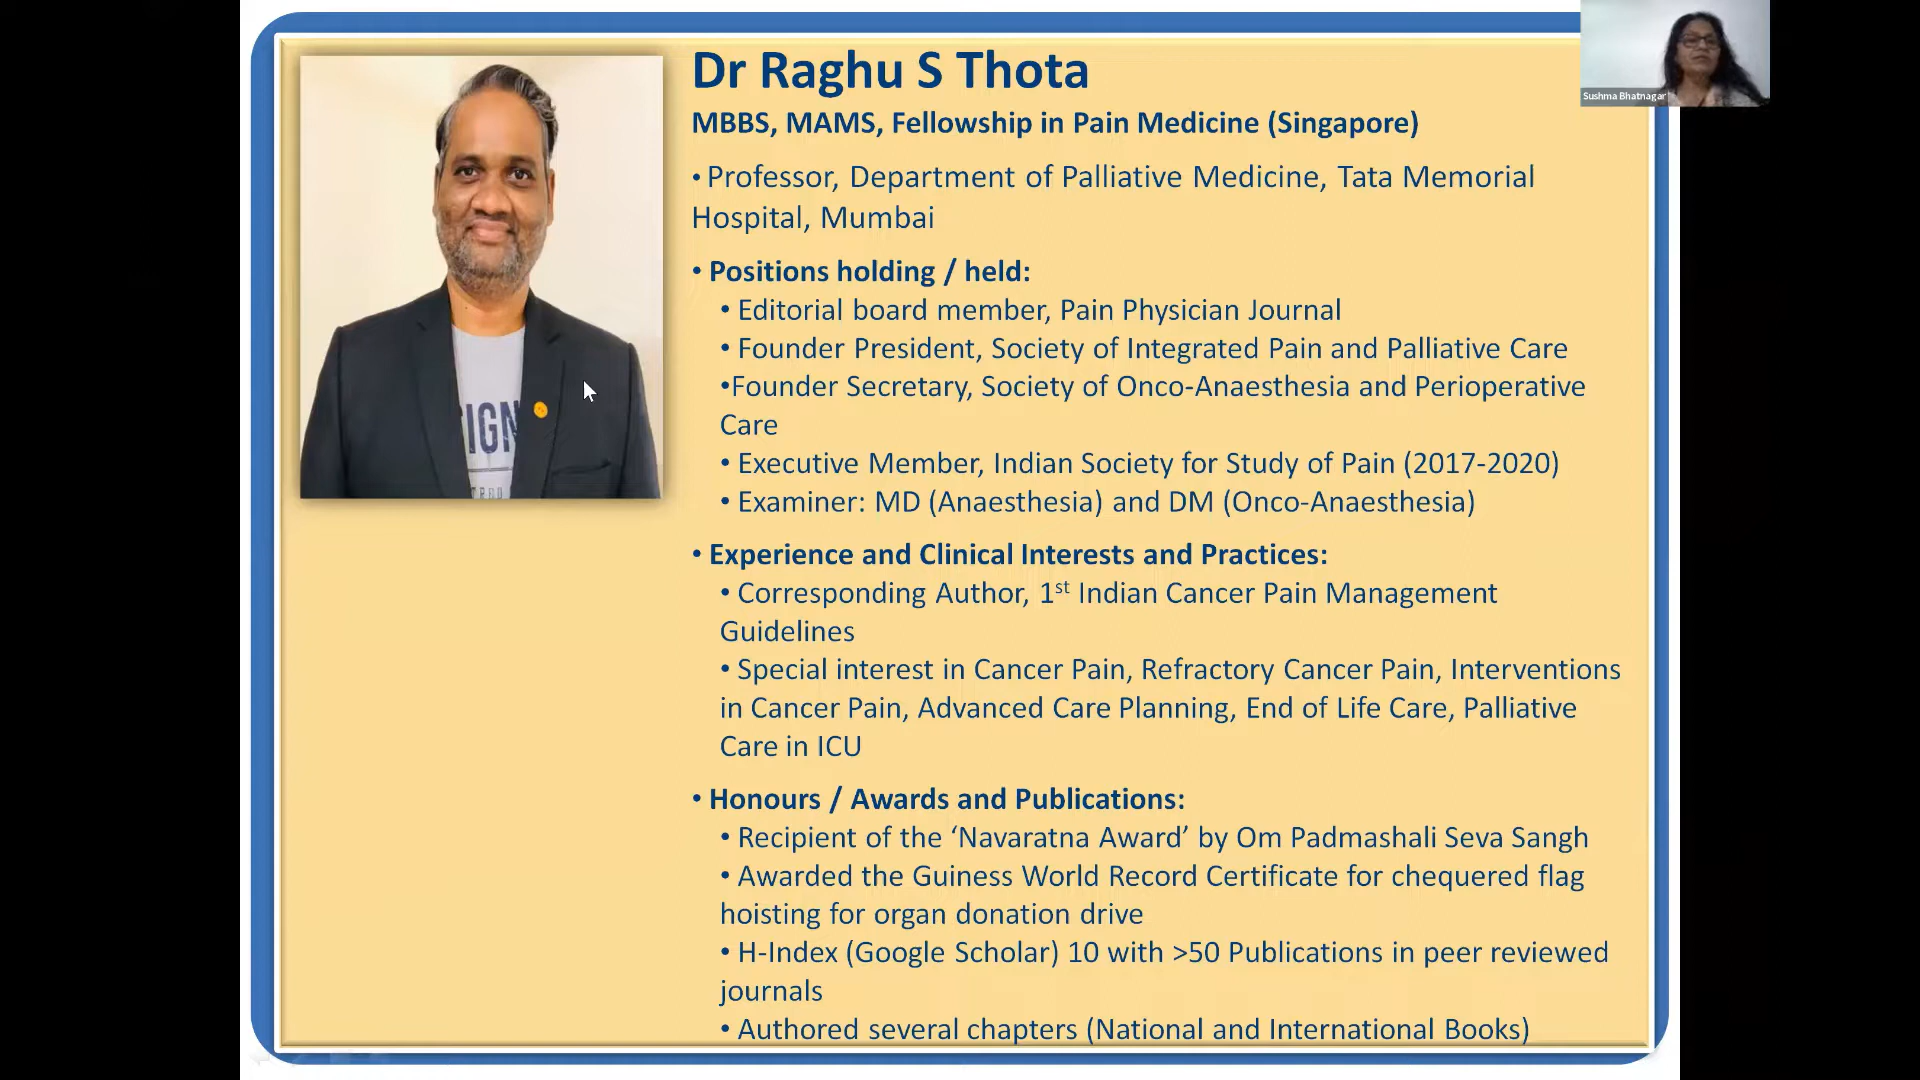 Dr Raghu S Thota
MBBS, MAMS, Fellowship in Pain Medicine (Singapore)
• Professor, Department of Palliative Medicine, Tata Memorial
Hospital, Mumbai
• Positions holding / held:
• Editorial board member, Pain Physician Journal
• Founder President, Society of Integrated Pain and Palliative Care
•Founder Secretary, Society of Onco-Anaesthesia and Perioperative
Care
• Executive Member, Indian Society for Study of Pain (2017-2020)
• Examiner: MD (Anaesthesia) and DM (Onco-Anaesthesia)
• Experience and Clinical Interests and Practices:
• Corresponding Author, 1st Indian Cancer Pain Management
Guidelines
• Special interest in Cancer Pain, Refractory Cancer Pain, Interventions
in Cancer Pain, Advanced Care Planning, End of Life Care, Palliative
Care in ICU
• Honours / Awards and Publications:
• Recipient of the ‘Navaratna Award’ by Om Padmashali Seva Sangh
• Awarded the Guiness World Record Certificate for chequered flag
hoisting for organ donation drive
• H-Index (Google Scholar) 10 with >50 Publications in peer reviewed
journals
• Authored several chapters (National and International Books)
Sushma Bhatnagar
IGN